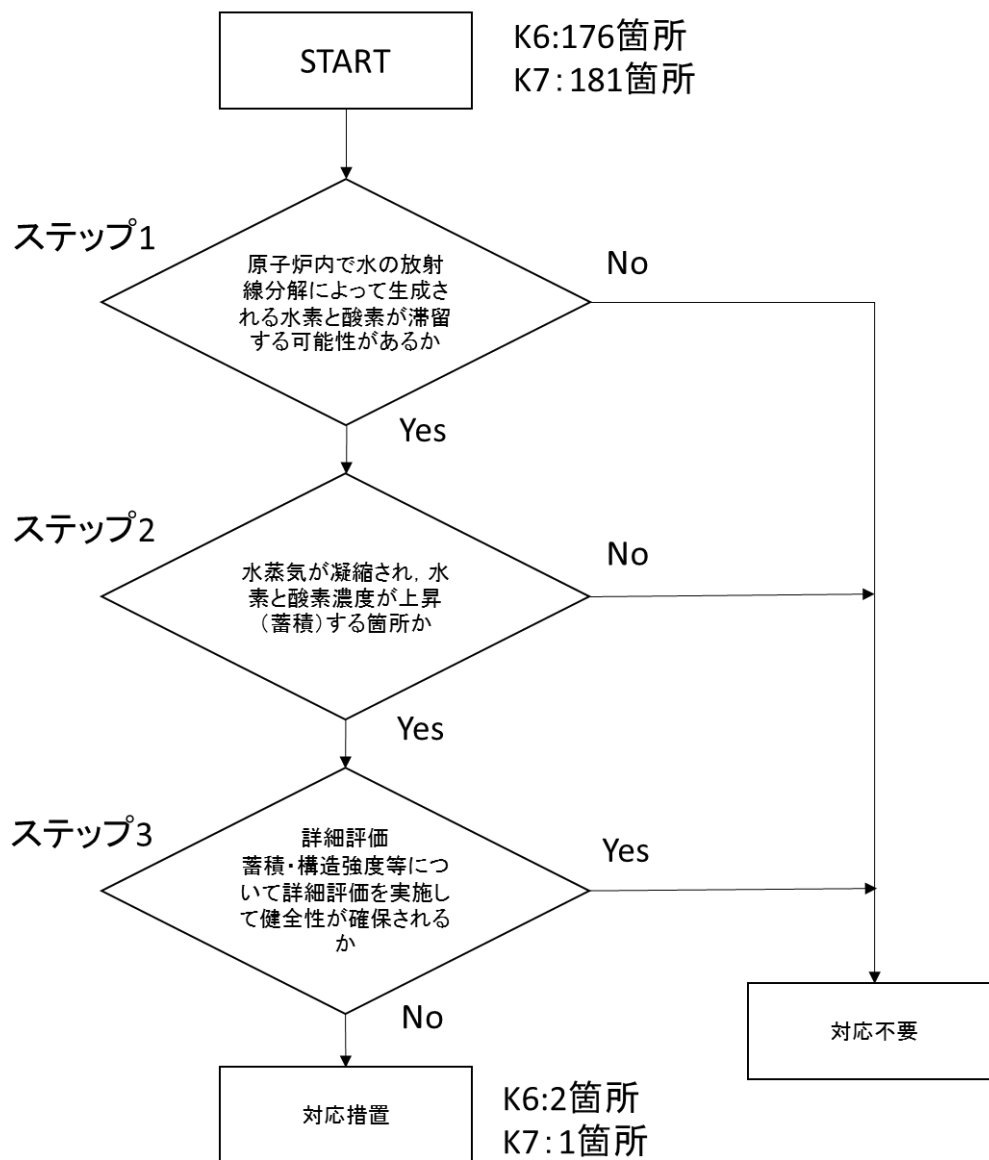 START
K6:176箇所
K7：181箇所
ステップ1
原子炉内で水の放射
線分解によって生成さ
れる水素と酸素が滞留
する可能性があるか
No
Yes
ステップ2
水蒸気が凝縮され，水
素と酸素濃度が上昇
（蓄積）する箇所か
No
Yes
ステップ3
詳細評価
蓄積・構造強度等につ
いて詳細評価を実施し
て健全性が確保される
か
Yes
No
対応不要
対応措置
K6:2箇所
K7：1箇所